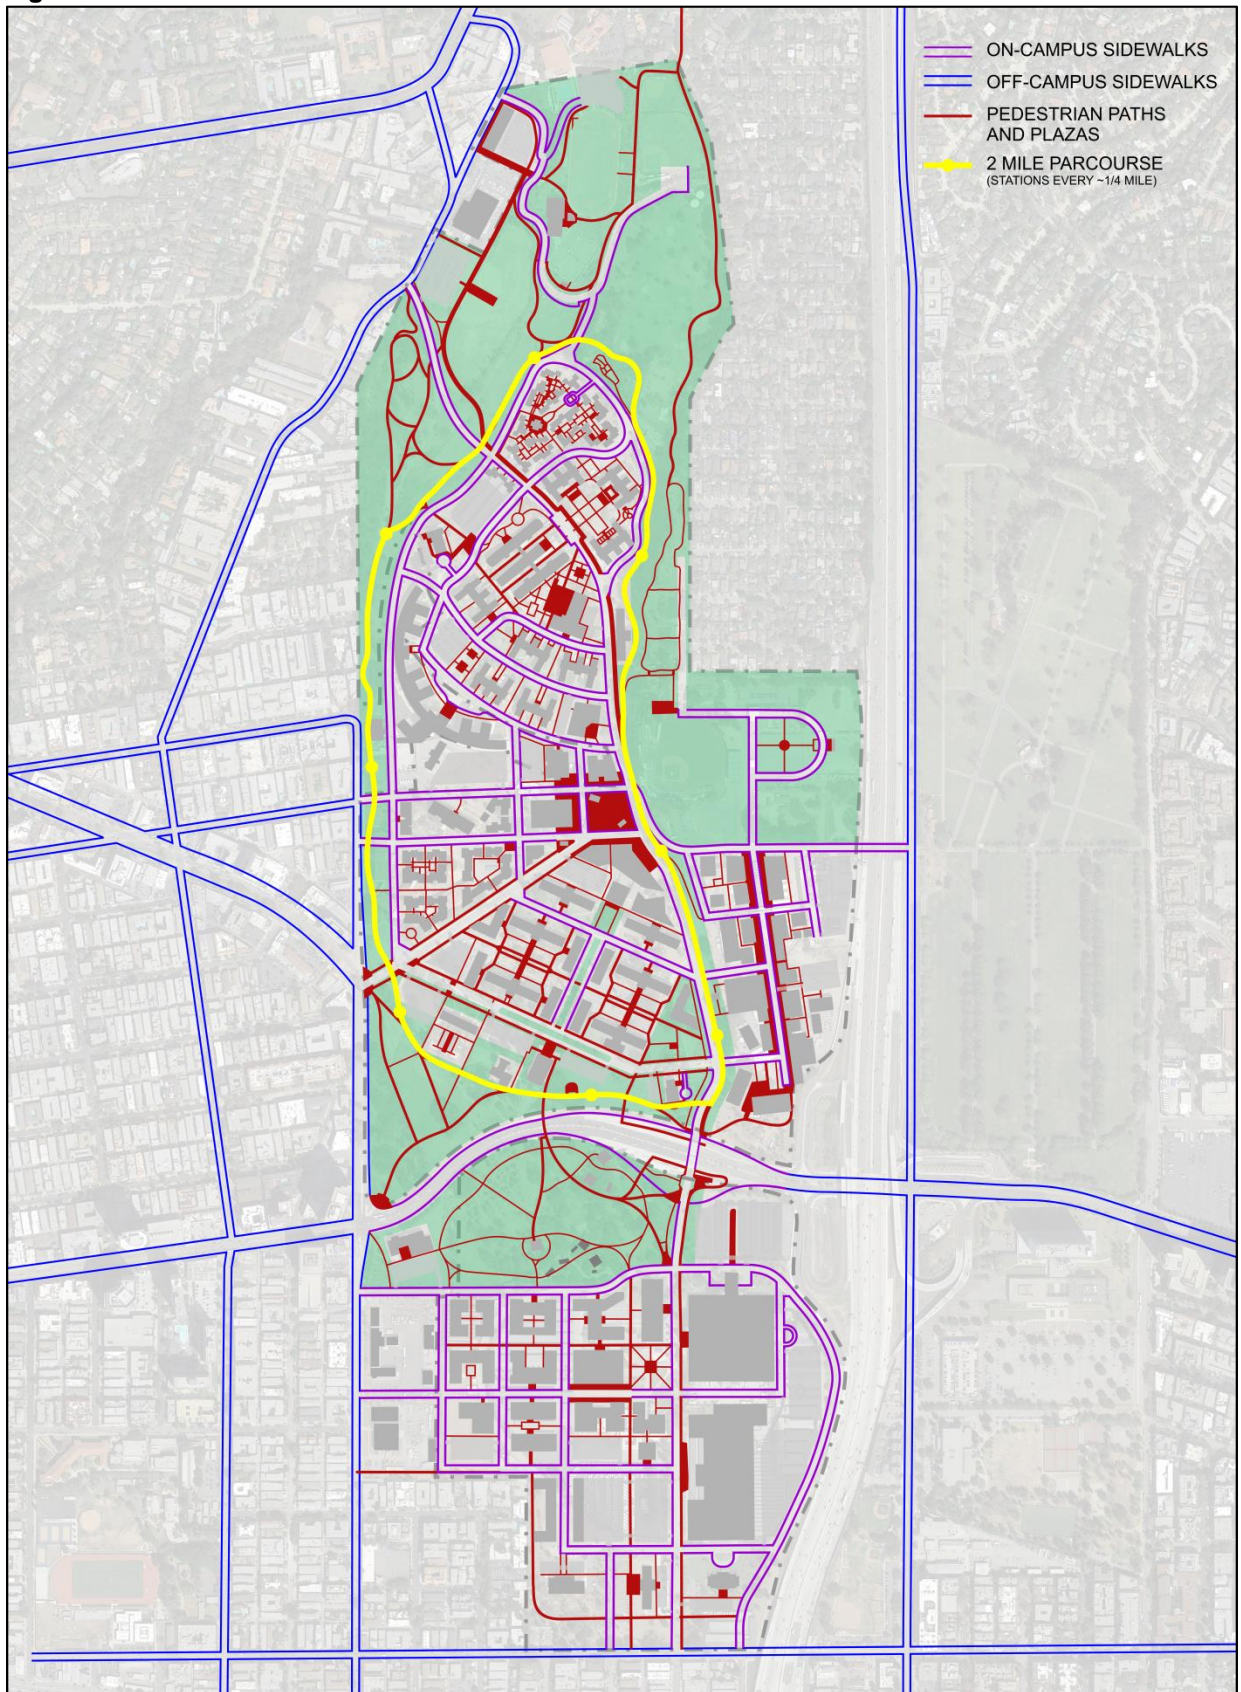 ON-CAMPUS SIDEWALKS
OFF-CAMPUS SIDEWALKS
PEDESTRIAN PATHS
AND PLAZAS
2 MILE PARCOURSE
(STATIONS EVERY ~1/4 MILE)